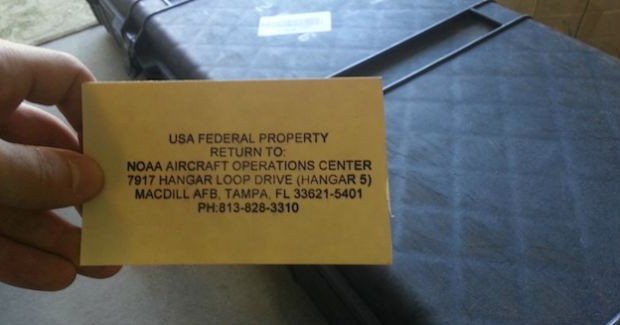 USA FEDERAL PROPERTY
RETURN TO:
NOAA AIRCRAFT OPERATIONS CENTER
7917 HANGAR LOOP DRIVE (HANGAR 5)
MACDILL AFB, TAMPA, FL 33621-5401
PH:813-828-3310